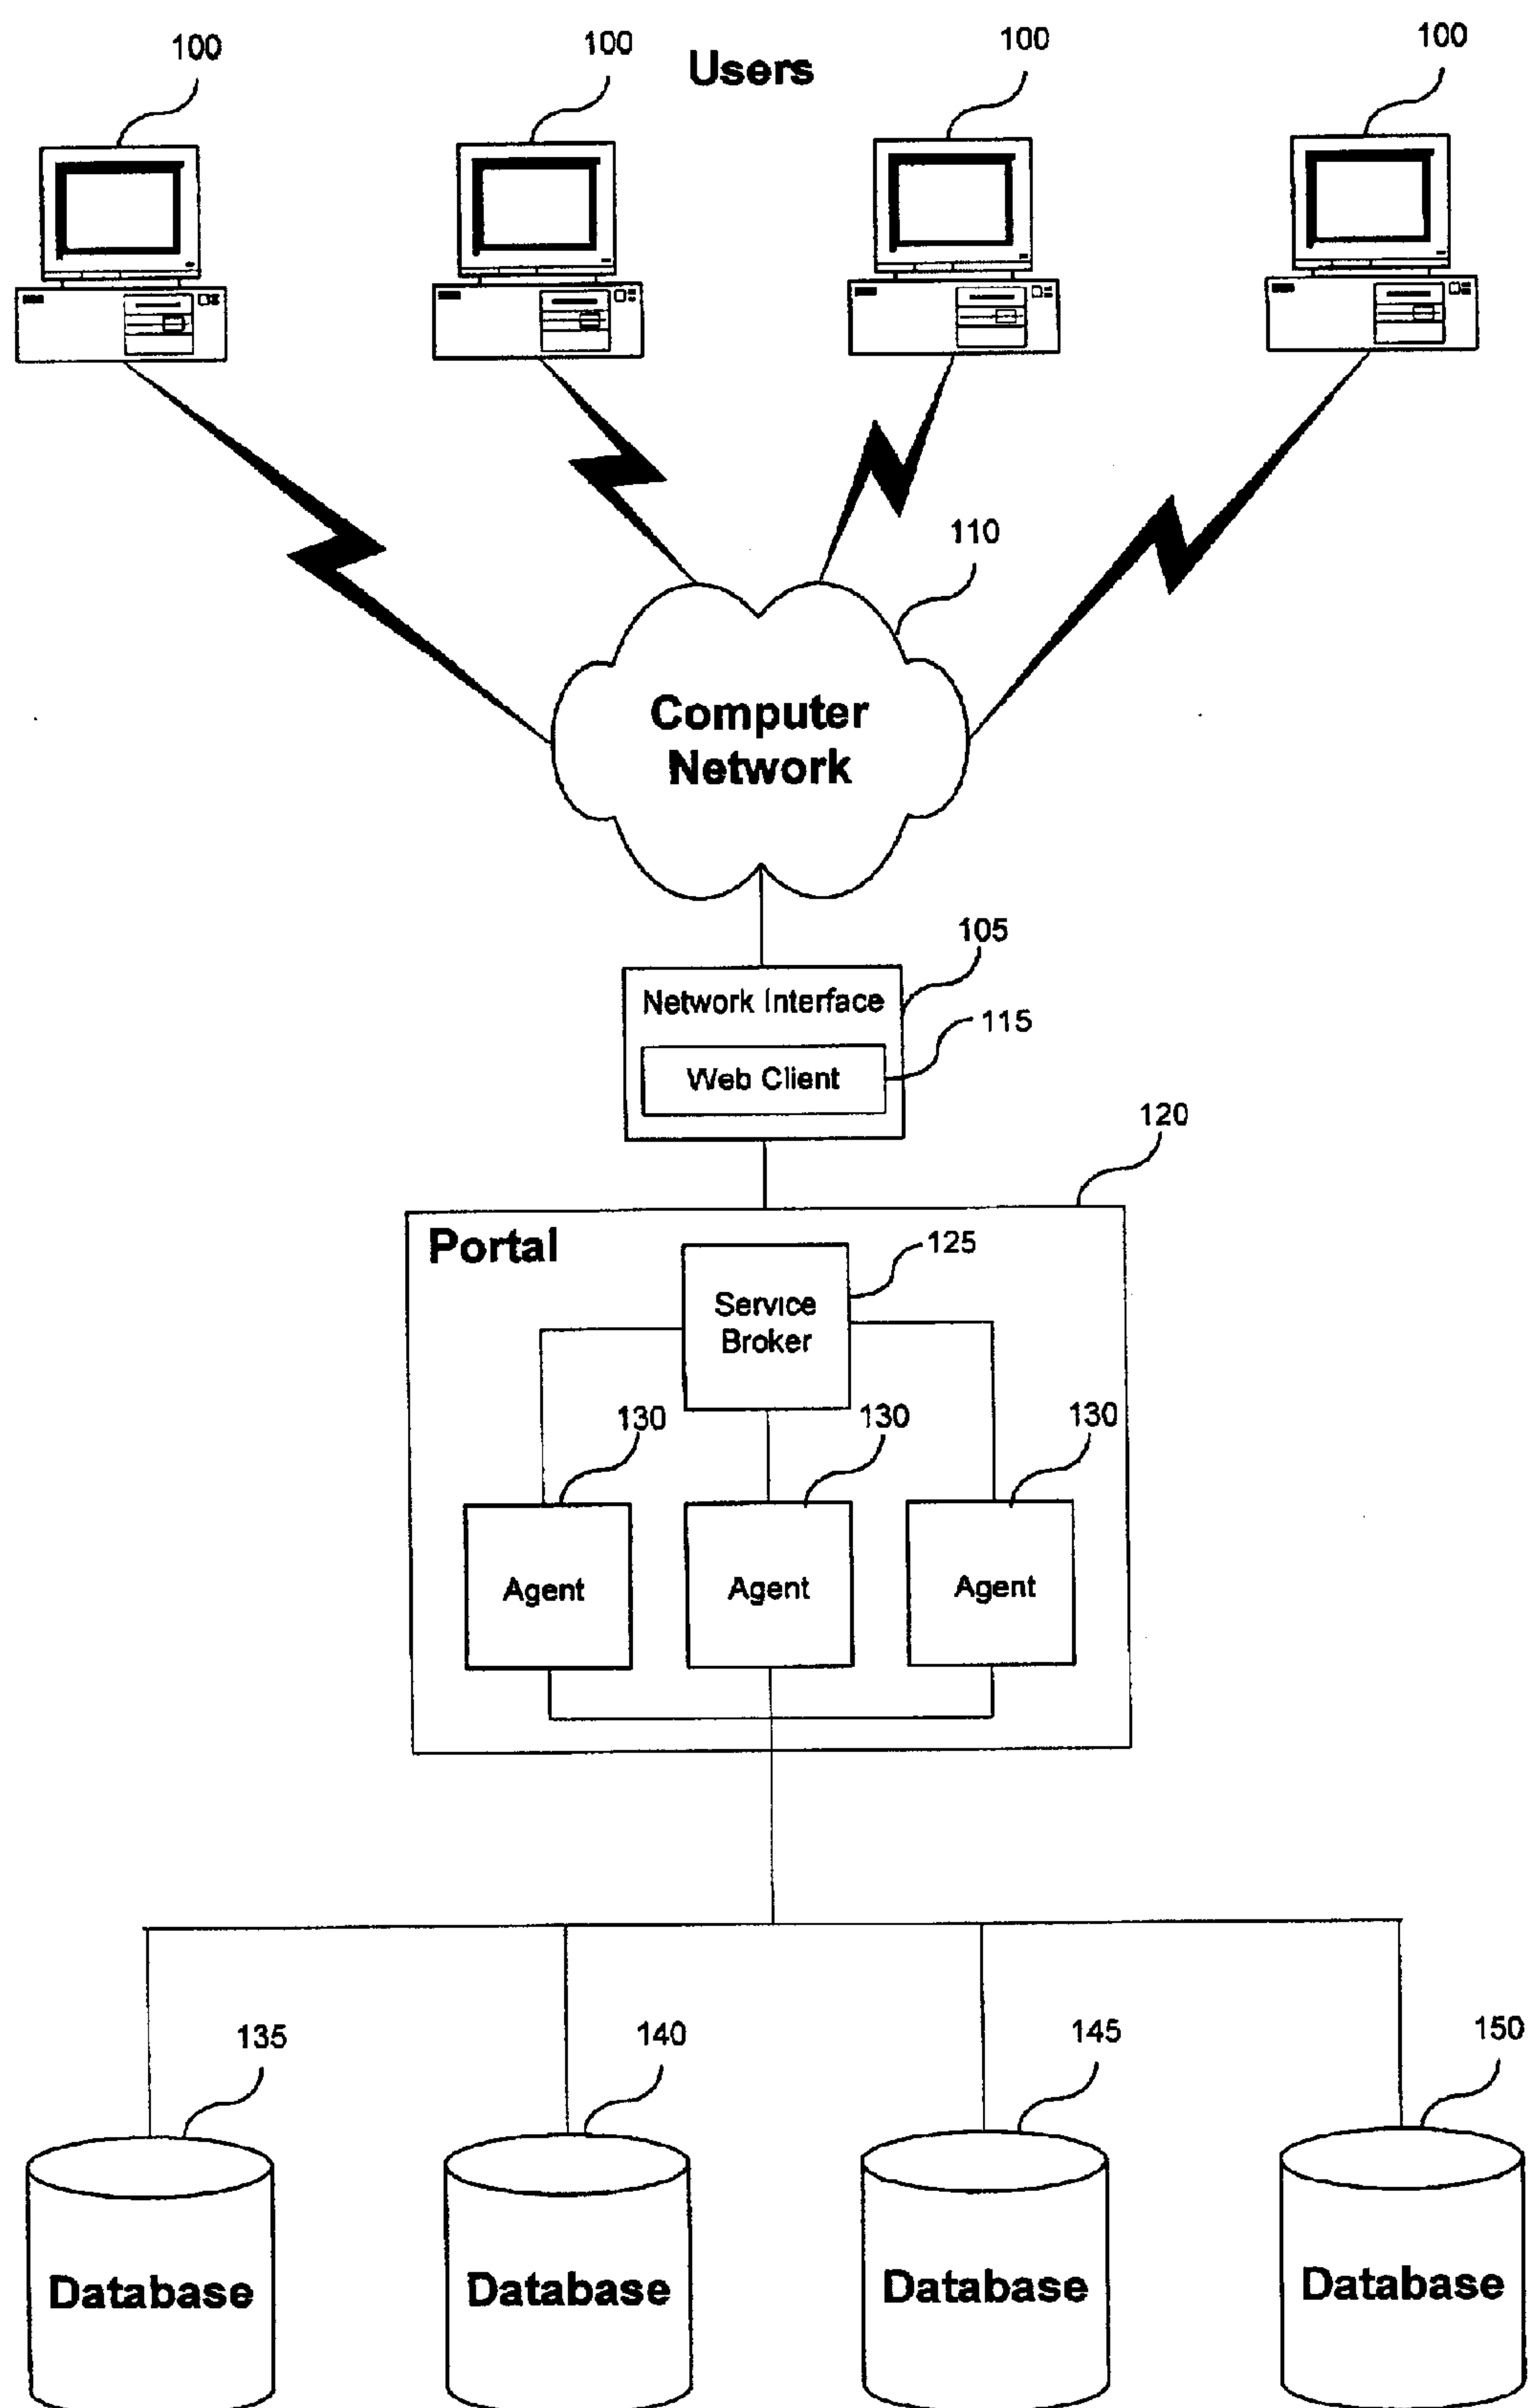 100
100
Users
100
100
110
Computer
Network
105
Network Interface
115
Web Client
120
Portal
125
Service
Broker
130
130
130
Agent
Agent
Agent
135
140
145
150
Database
Database
Database
Database